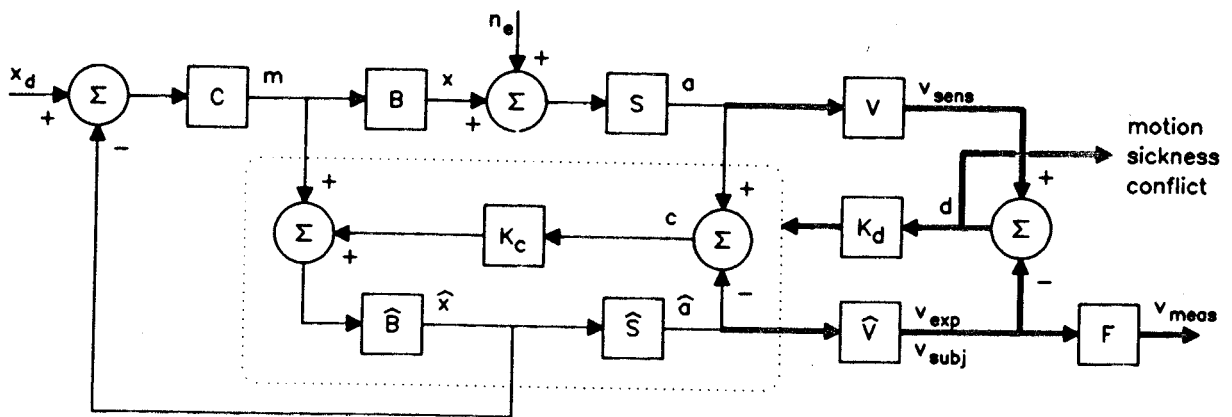 n_e
x_d
+
Σ
-
C
m
B
x
+
+
Σ
S
a
V
v_sens
motion
sickness
conflict
+
Σ
+
K_c
c
+
Σ
-
K_d
d
+
Σ
-
B̂
x̂
Ŝ
â
V̂
v_exp
v_subj
F
v_meas